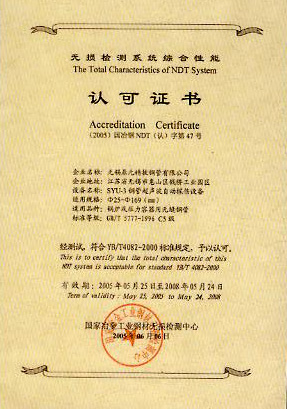 无损检测系统综合性能
The Total Characteristics of NDT System
认可证书
Accreditation Certificate
(2005)国冶钢NDT(认)字第47号
企业名称: 无锡鼎元精密钢管有限公司
企业地址: 江苏省无锡市惠山区钱桥工业园区
设备名称: SYU-3钢管超声波自动探伤设备
适用规格: Φ25-Φ169(mm)
适用品种: 锅炉及压力容器用无缝钢管
标准等级: GB/T 5777-1996 C5级
经测试, 符合YB/T4082-2000标准规定, 予以认可。
This is to certify that the total characteristic of this
NDT system is acceptable for standard YB/T 4082-2000
有效期: 2005年05月25日至2008年05月24日
Term of validity: May 25, 2005 to May 24, 2008
国家冶金工业钢材无损检测中心
2005年06月06日